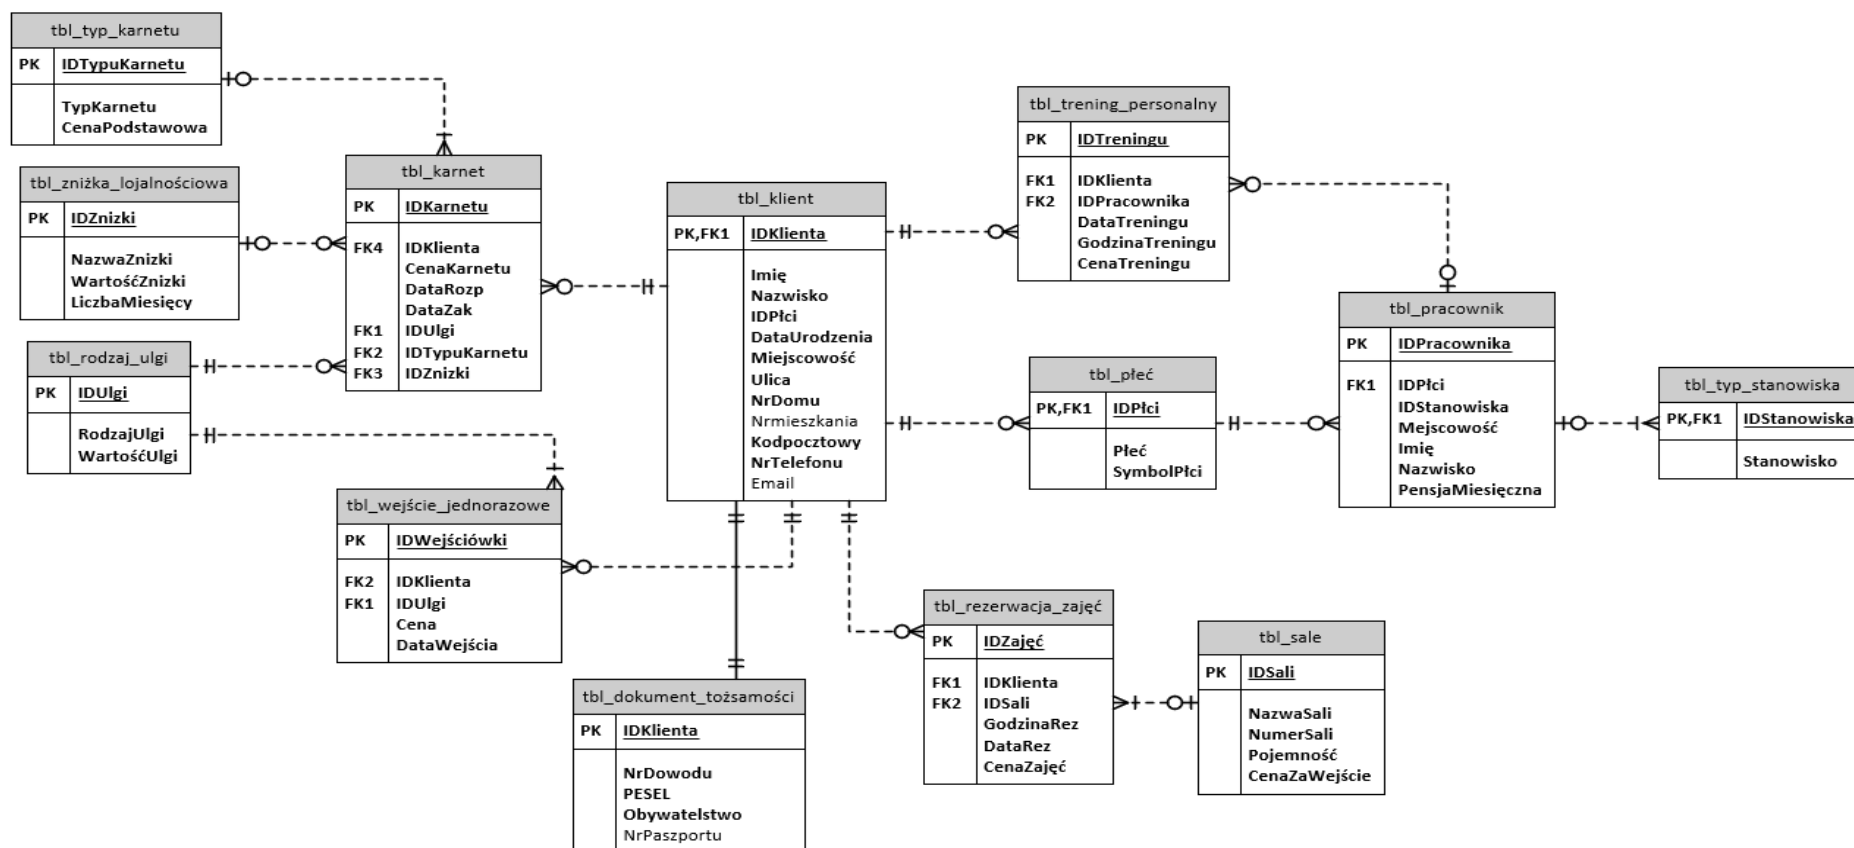 tbl_typ_karnetu
PK IDTypuKarnetu
TypKarnetu
CenaPodstawowa
tbl_zniżka_lojalnościowa
PK IDZnizki
NazwaZnizki
WartośćZnizki
LiczbaMiesięcy
tbl_rodzaj_ulgi
PK IDUlgi
RodzajUlgi
WartośćUlgi
tbl_karnet
PK IDKarnetu
FK4 IDKlienta
CenaKarnetu
DataRozp
DataZak
FK1 IDUlgi
FK2 IDTypuKarnetu
FK3 IDZnizki
tbl_wejście_jednorazowe
PK IDWejściówki
FK2 IDKlienta
FK1 IDUlgi
Cena
DataWejścia
tbl_klient
PK,FK1 IDKlienta
Imię
Nazwisko
IDPłci
DataUrodzenia
Miejscowość
Ulica
NrDomu
Nrmieszkania
Kodpocztowy
NrTelefonu
Email
tbl_dokument_tożsamości
PK IDKlienta
NrDowodu
PESEL
Obywatelstwo
NrPaszportu
tbl_trening_personalny
PK IDTreningu
FK1 IDKlienta
FK2 IDPracownika
DataTreningu
GodzinaTreningu
CenaTreningu
tbl_płeć
PK,FK1 IDPłci
Płeć
SymbolPłci
tbl_rezerwacja_zajęć
PK IDZajęć
FK1 IDKlienta
FK2 IDSali
GodzinaRez
DataRez
CenaZajęć
tbl_sale
PK IDSali
NazwaSali
NumerSali
Pojemność
CenaZaWejście
tbl_pracownik
PK IDPracownika
FK1 IDPłci
IDStanowiska
Mejscowość
Imię
Nazwisko
PensjaMiesięczna
tbl_typ_stanowiska
PK,FK1 IDStanowiska
Stanowisko